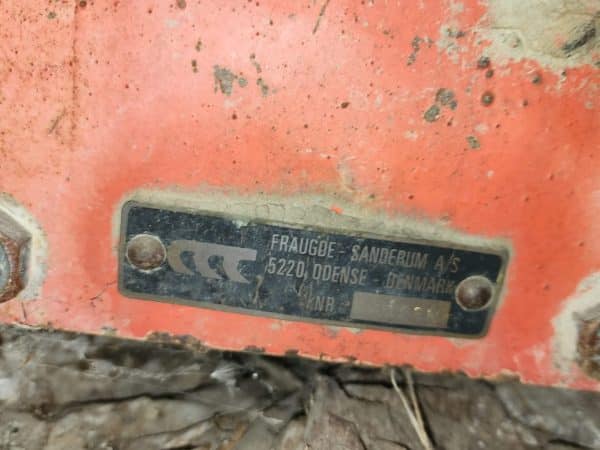 FRAUGDE - SANDERUM A/S
5220 ODENSE - DENMARK
NR